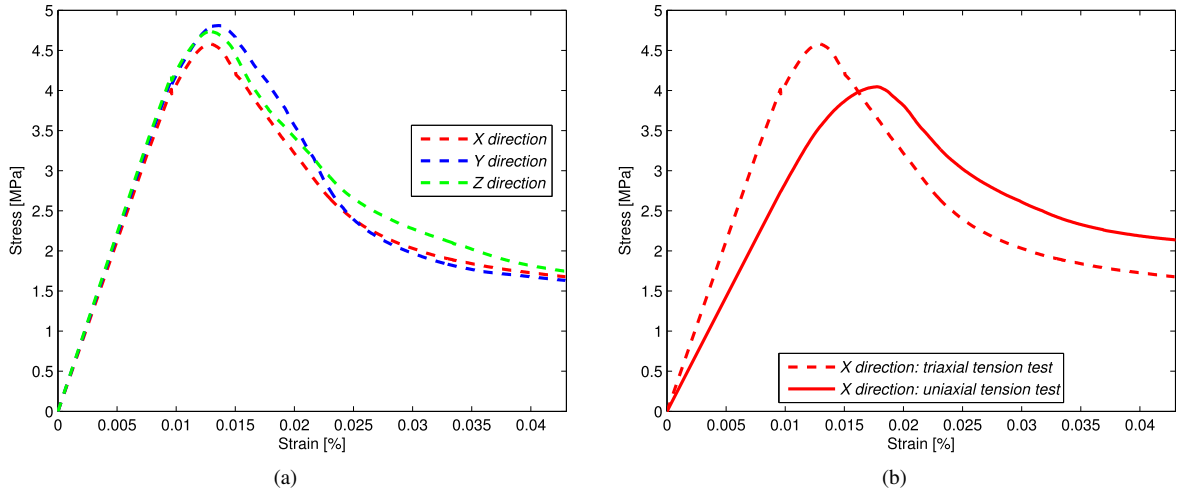 5
4.5
4
3.5
3
2.5
2
1.5
1
0.5
0
Stress [MPa]
0 0.005 0.01 0.015 0.02 0.025 0.03 0.035 0.04
Strain [%]
X direction
Y direction
Z direction
(a)
5
4.5
4
3.5
3
2.5
2
1.5
1
0.5
0
Stress [MPa]
0 0.005 0.01 0.015 0.02 0.025 0.03 0.035 0.04
Strain [%]
X direction: triaxial tension test
X direction: uniaxial tension test
(b)